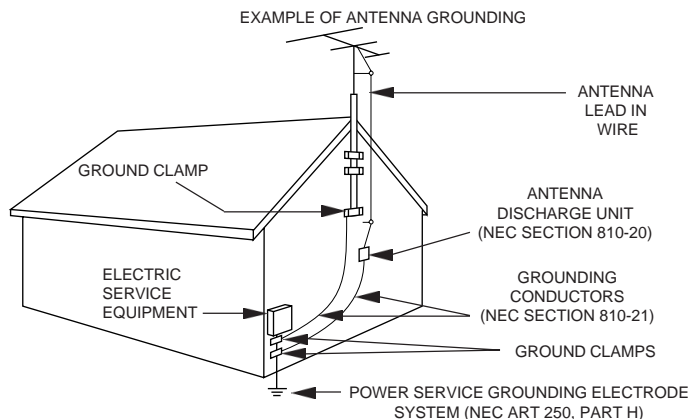 EXAMPLE OF ANTENNA GROUNDING
ANTENNA
LEAD IN
WIRE
GROUND CLAMP
ANTENNA
DISCHARGE UNIT
(NEC SECTION 810-20)
ELECTRIC
SERVICE
EQUIPMENT
GROUNDING
CONDUCTORS
(NEC SECTION 810-21)
GROUND CLAMPS
POWER SERVICE GROUNDING ELECTRODE
SYSTEM (NEC ART 250, PART H)